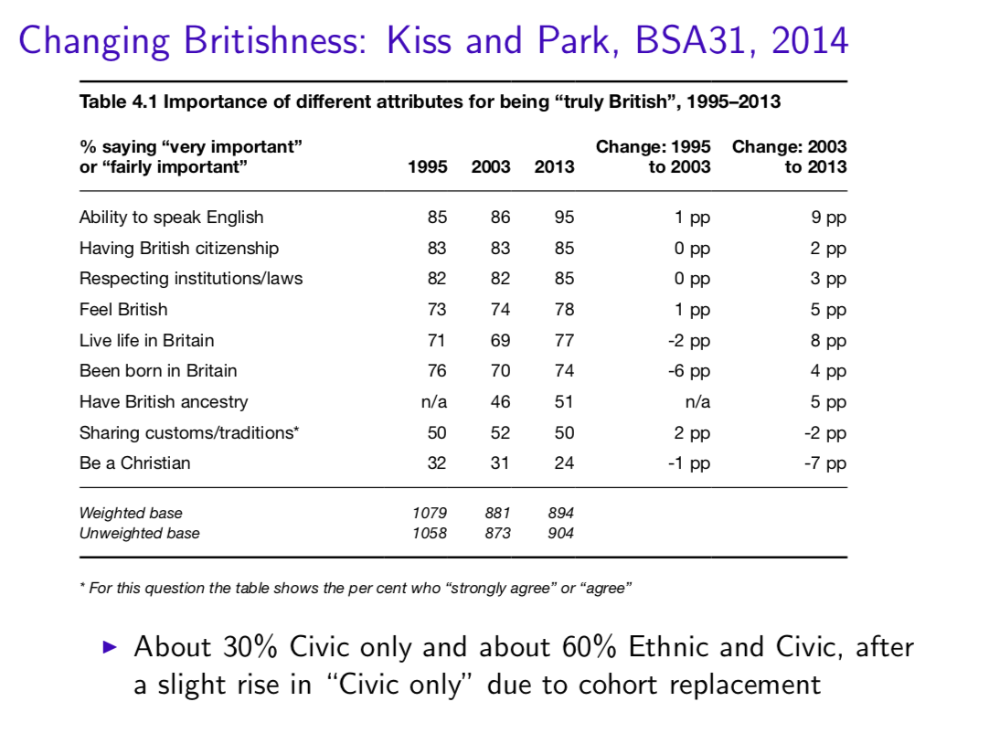 Changing Britishness: Kiss and Park, BSA31, 2014
Table 4.1 Importance of different attributes for being “truly British”, 1995–2013
% saying “very important” Change: 1995 Change: 2003
or “fairly important” 1995 2003 2013 to 2003 to 2013
Ability to speak English 85 86 95 1 pp 9 pp
Having British citizenship 83 83 85 0 pp 2 pp
Respecting institutions/laws 82 82 85 0 pp 3 pp
Feel British 73 74 78 1 pp 5 pp
Live life in Britain 71 69 77 -2 pp 8 pp
Been born in Britain 76 70 74 -6 pp 4 pp
Have British ancestry n/a 46 51 n/a 5 pp
Sharing customs/traditions* 50 52 50 2 pp -2 pp
Be a Christian 32 31 24 -1 pp -7 pp
Weighted base 1079 881 894
Unweighted base 1058 873 904
* For this question the table shows the per cent who “strongly agree” or “agree”
▶ About 30% Civic only and about 60% Ethnic and Civic, after
a slight rise in “Civic only” due to cohort replacement